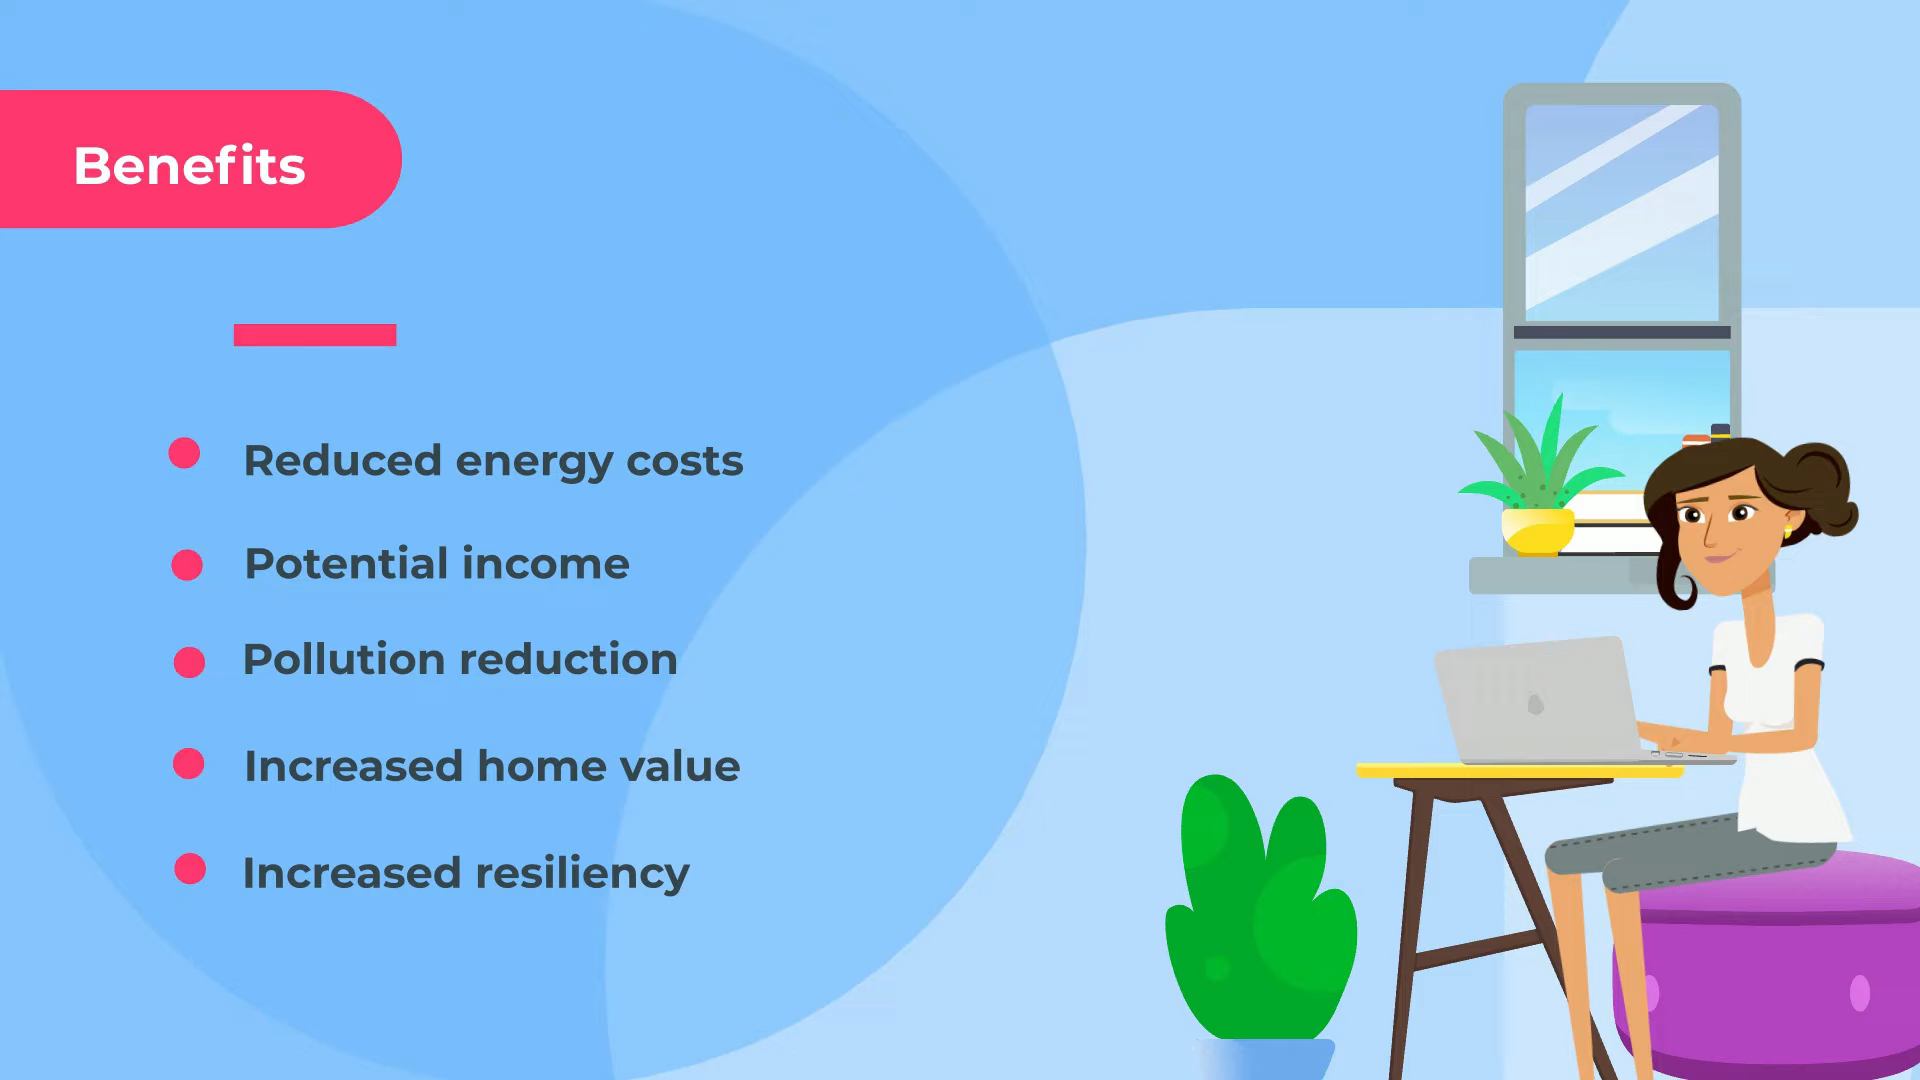 Benefits
Reduced energy costs
Potential income
Pollution reduction
Increased home value
Increased resiliency